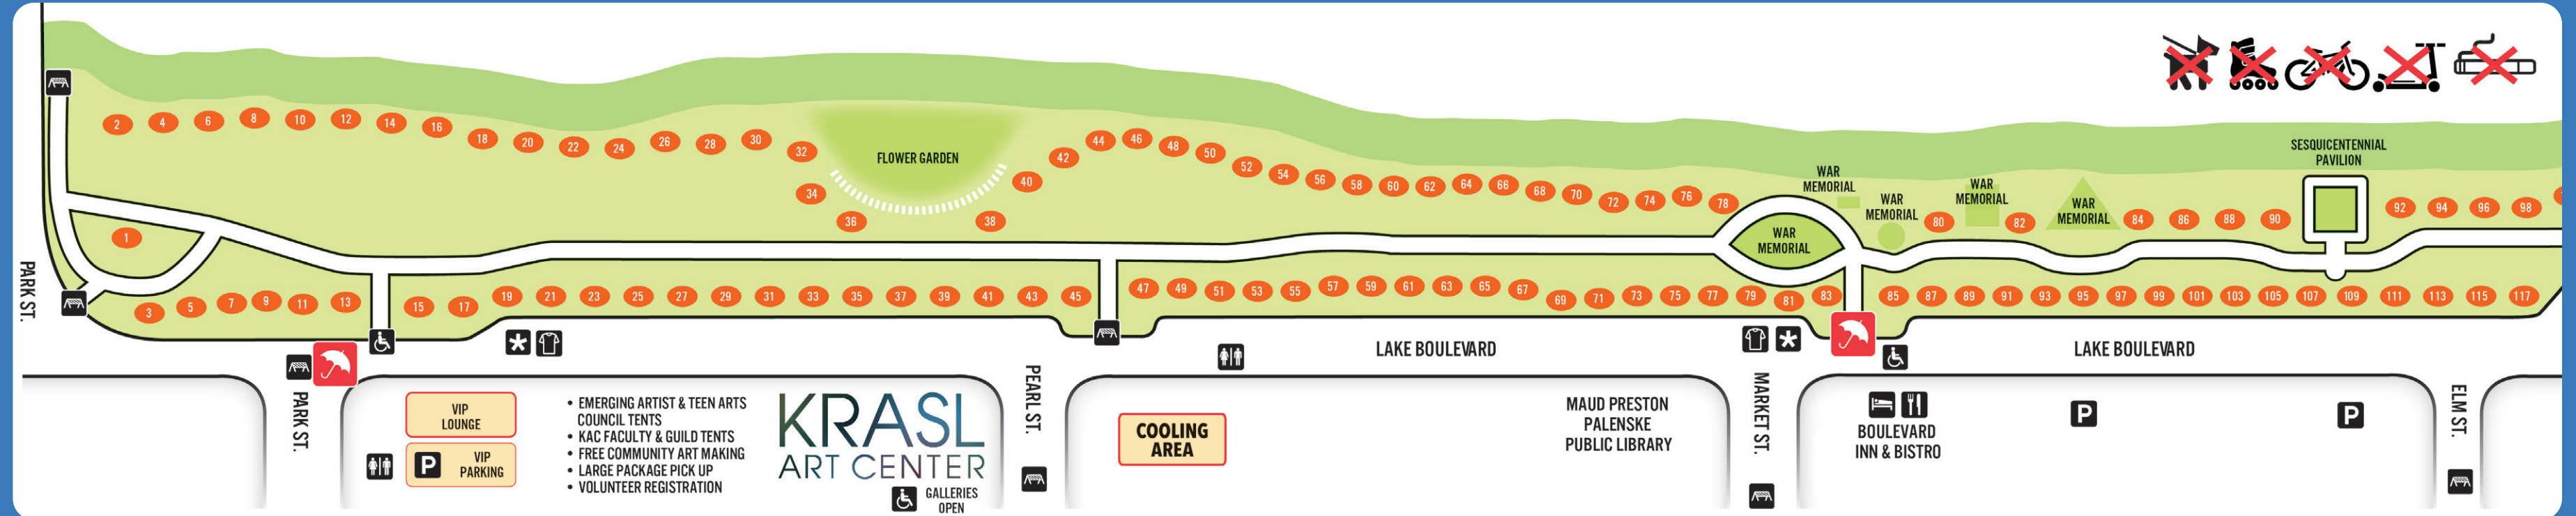 2
4
6
8
10
12
14
16
18
20
22
24
26
28
30
32
34
36
FLOWER GARDEN
38
40
42
44
46
48
50
52
54
56
58
60
62
64
66
68
70
72
74
76
78
WAR
MEMORIAL
WAR
MEMORIAL
WAR
MEMORIAL
80
WAR
MEMORIAL
82
WAR
MEMORIAL
84
86
88
90
SESQUICENTENNIAL
PAVILION
92
94
96
98
1
3
5
7
9
11
13
15
17
19
21
23
25
27
29
31
33
35
37
39
41
43
45
47
49
51
53
55
57
59
61
63
65
67
69
71
73
75
77
79
81
83
85
87
89
91
93
95
97
99
101
103
105
107
109
111
113
115
117
PARK ST.
*
*
LAKE BOULEVARD
LAKE BOULEVARD
PARK ST.
VIP
LOUNGE
P
VIP
PARKING
• EMERGING ARTIST & TEEN ARTS
COUNCIL TENTS
• KAC FACULTY & GUILD TENTS
• FREE COMMUNITY ART MAKING
• LARGE PACKAGE PICK UP
• VOLUNTEER REGISTRATION
KRASL
ART CENTER
GALLERIES
OPEN
PEARL ST.
COOLING
AREA
MAUD PRESTON
PALENSKE
PUBLIC LIBRARY
MARKET ST.
BOULEVARD
INN & BISTRO
P
P
ELM ST.